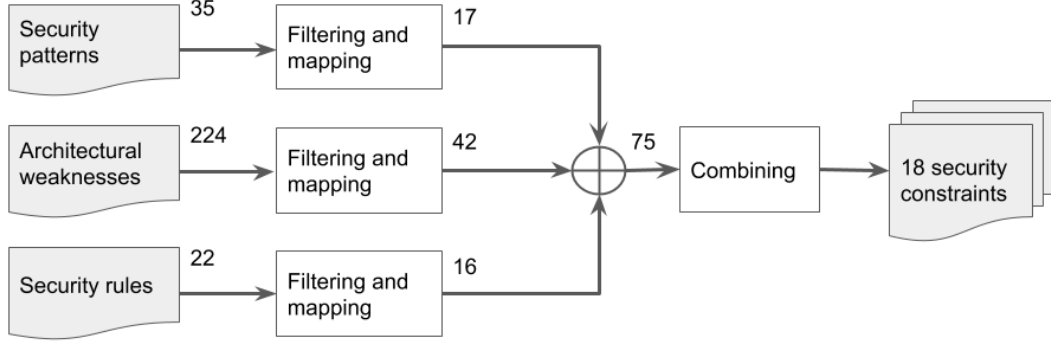 Security
patterns
35
Filtering and
mapping
17
Architectural
weaknesses
224
Filtering and
mapping
42
75
Combining
18 security
constraints
Security rules
22
Filtering and
mapping
16